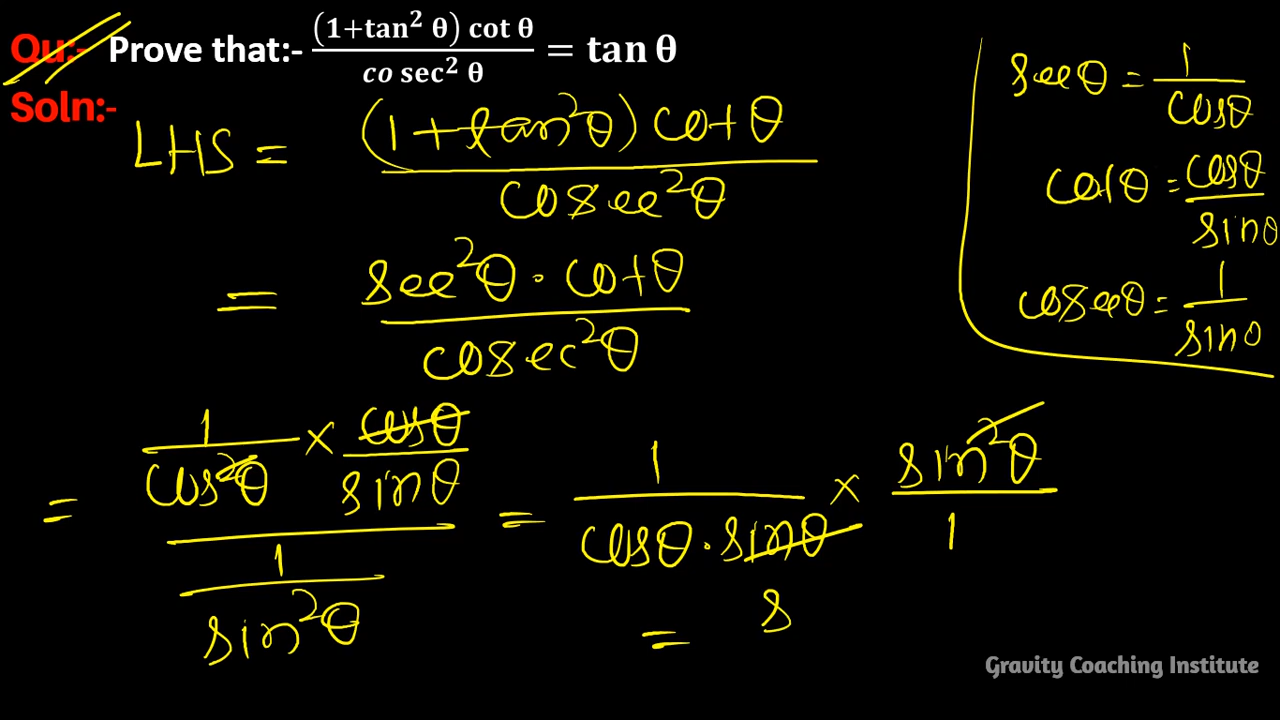 Qu:- Prove that:- (1+tan² θ) cot θ / co sec² θ = tan θ
Soln:-
LHS = (1+tan²θ) cotθ / cosec²θ
= sec²θ · cotθ / cosec²θ
= 1/cos²θ × cosθ/sinθ / 1/sin²θ = 1/cosθ·sinθ × sin²θ/1
= s
secθ = 1/cosθ
cotθ = cosθ/sinθ
cosecθ = 1/sinθ
Gravity Coaching Institute